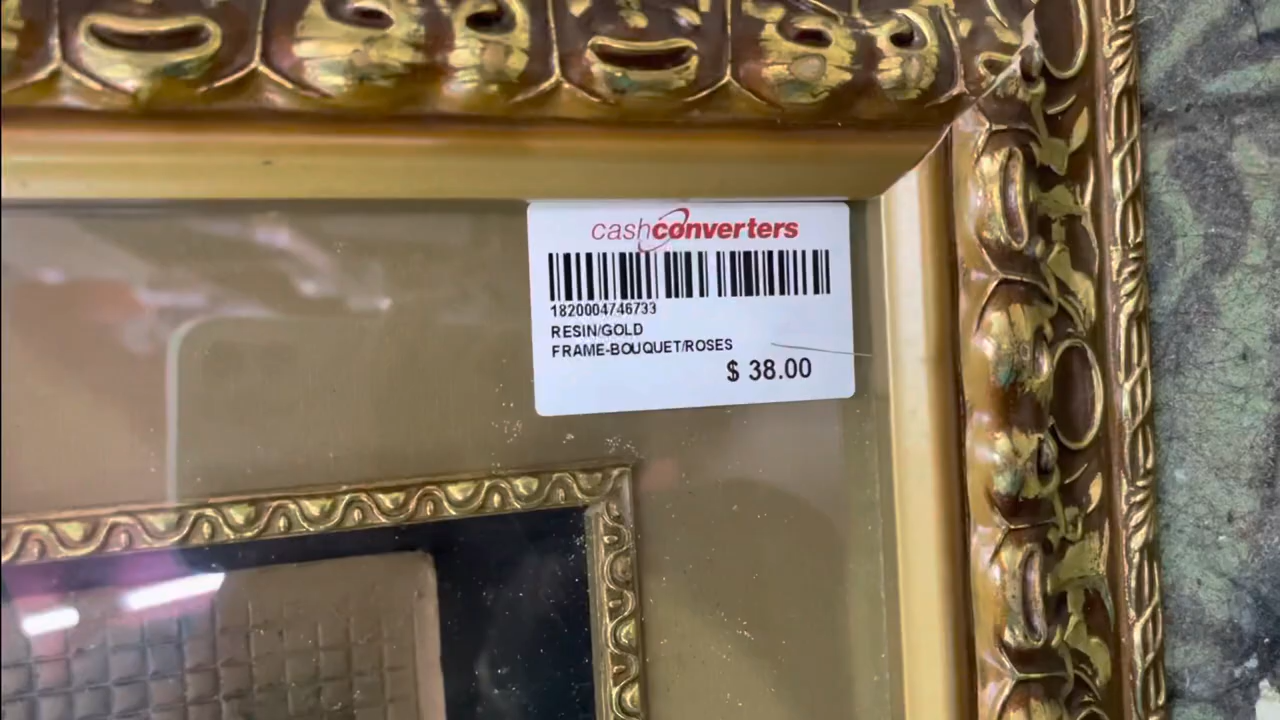 cashconverters
1820004746733
RESIN/GOLD
FRAME-BOUQUET/ROSES
$ 38.00